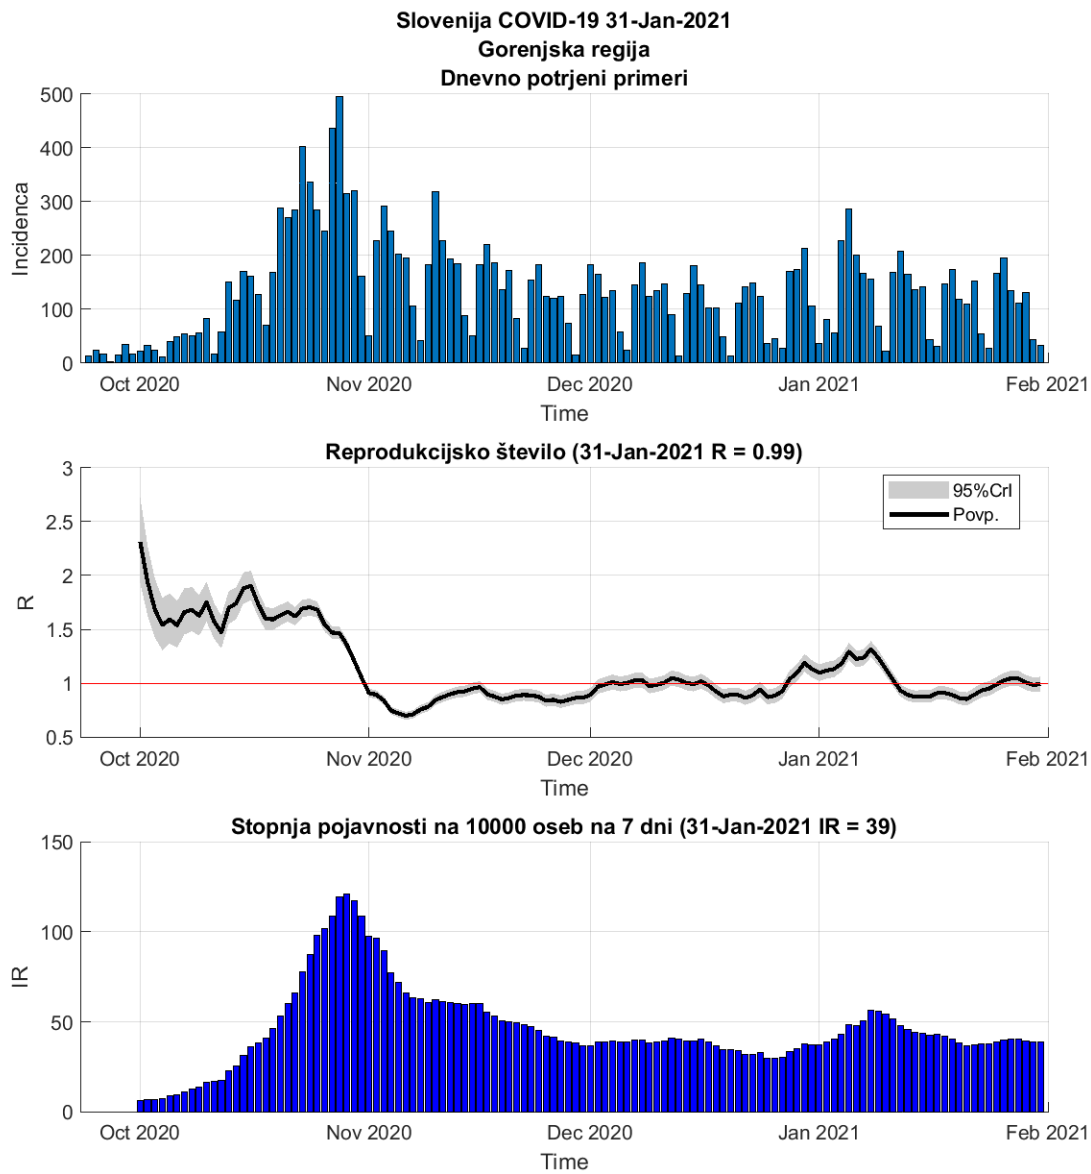 Slovenija COVID-19 31-Jan-2021
Gorenjska regija
Dnevno potrjeni primeri
500
400
300
200
100
0
Incidenca
Oct 2020 Nov 2020 Dec 2020 Jan 2021 Feb 2021
Time
Reprodukcijsko število (31-Jan-2021 R = 0.99)
3
2.5
2
1.5
1
0.5
R
95%CrI
Povp.
Oct 2020 Nov 2020 Dec 2020 Jan 2021 Feb 2021
Time
Stopnja pojavnosti na 10000 oseb na 7 dni (31-Jan-2021 IR = 39)
150
100
50
0
IR
Oct 2020 Nov 2020 Dec 2020 Jan 2021 Feb 2021
Time